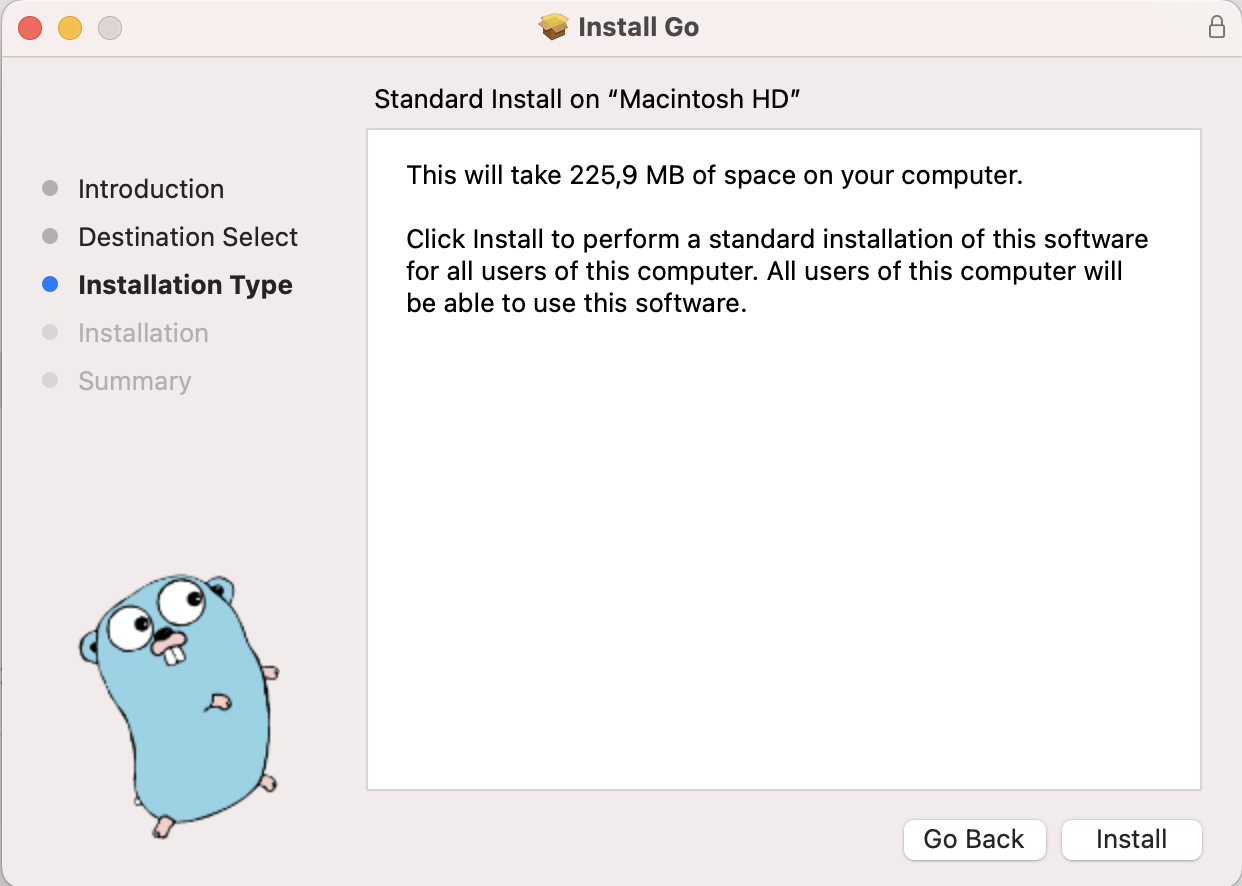 Install Go
Standard Install on “Macintosh HD”
Introduction
Destination Select
Installation Type
Installation
Summary
This will take 225,9 MB of space on your computer.
Click Install to perform a standard installation of this software
for all users of this computer. All users of this computer will
be able to use this software.
Go Back
Install